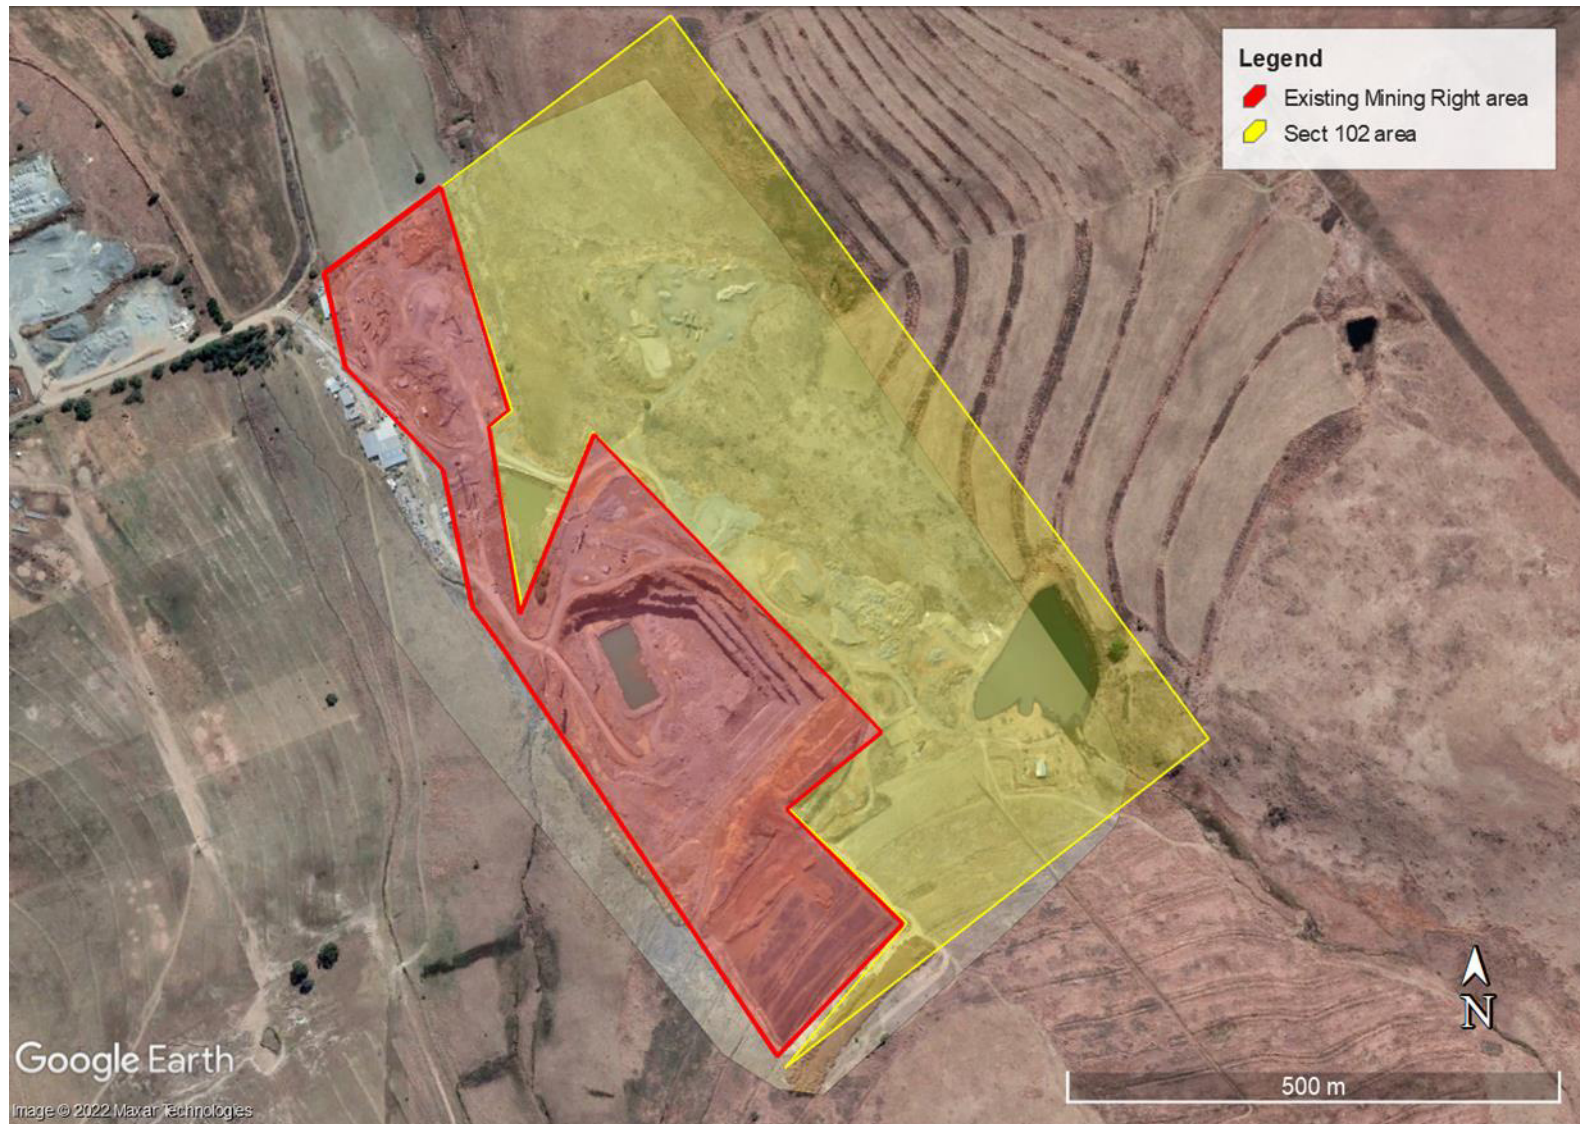 Legend
Existing Mining Right area
Sect 102 area
N
Google Earth
500 m
Image © 2022 Maxar Technologies